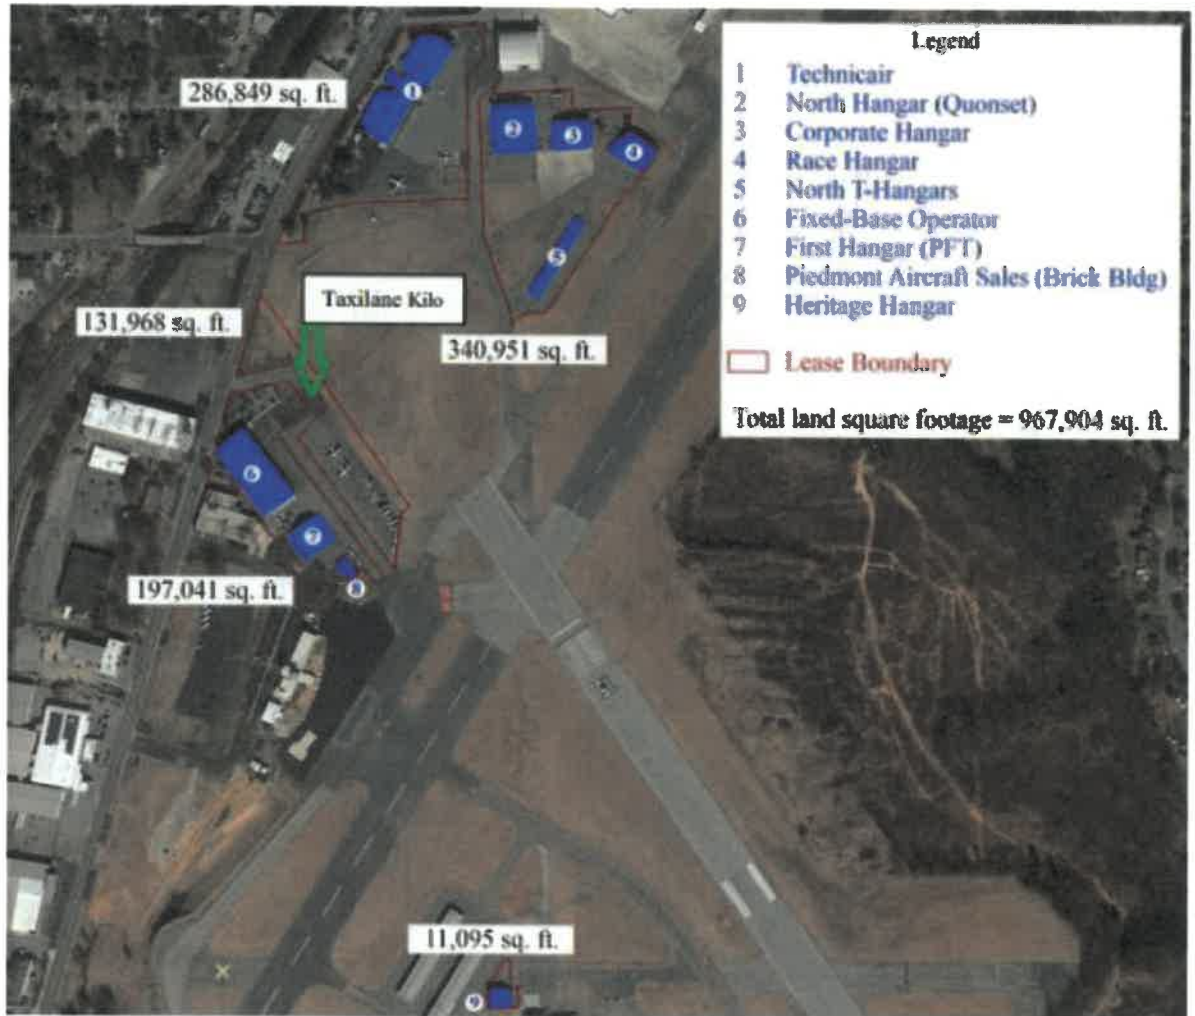 Legend
1 Technicair
2 North Hangar (Quonset)
3 Corporate Hangar
4 Race Hangar
5 North T-Hangars
6 Fixed-Base Operator
7 First Hangar (PFT)
8 Piedmont Aircraft Sales (Brick Bldg)
9 Heritage Hangar
Lease Boundary
Total land square footage = 967,904 sq. ft.
286,849 sq. ft.
1
2
3
4
5
Taxilane Kilo
131,968 sq. ft.
340,951 sq. ft.
6
7
8
197,041 sq. ft.
11,095 sq. ft.
9